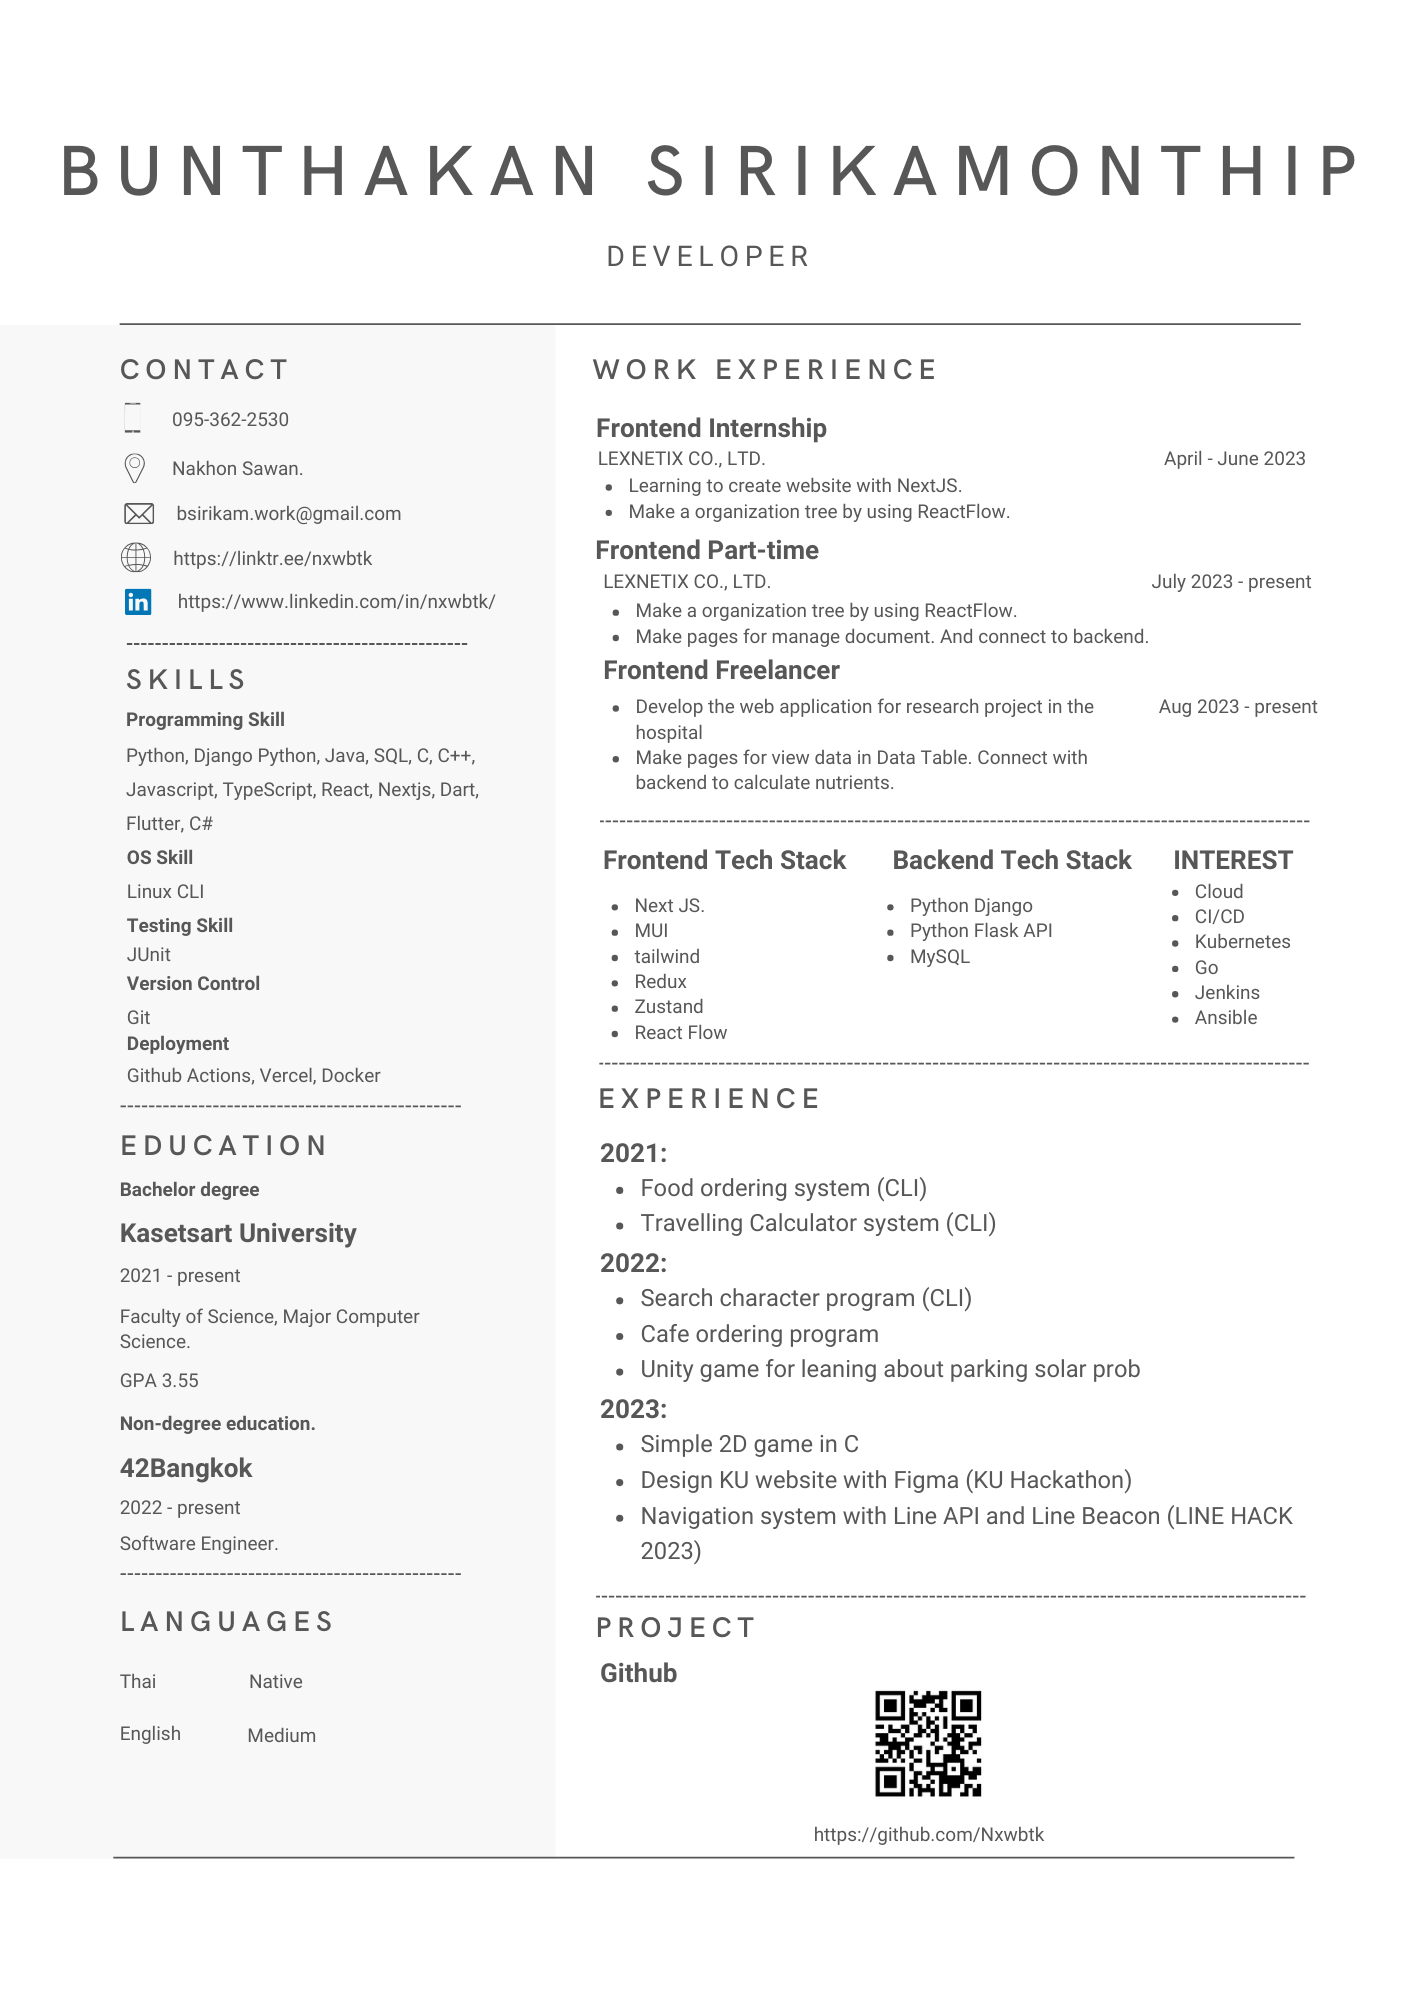 BUNTHAKAN SIRIKAMONTHIP
DEVELOPER
CONTACT
095-362-2530
Nakhon Sawan.
bsirikam.work@gmail.com
https://linktr.ee/nxwbtk
in https://www.linkedin.com/in/nxwbtk/
------------------------------------------------
SKILLS
Programming Skill
Python, Django Python, Java, SQL, C, C++,
Javascript, TypeScript, React, Nextjs, Dart,
Flutter, C#
OS Skill
Linux CLI
Testing Skill
JUnit
Version Control
Git
Deployment
Github Actions, Vercel, Docker
------------------------------------------------
EDUCATION
Bachelor degree
Kasetsart University
2021 - present
Faculty of Science, Major Computer
Science.
GPA 3.55
Non-degree education.
42Bangkok
2022 - present
Software Engineer.
------------------------------------------------
LANGUAGES
Thai Native
English Medium
WORK EXPERIENCE
Frontend Internship
LEXNETIX CO., LTD. April - June 2023
• Learning to create website with NextJS.
• Make a organization tree by using ReactFlow.
Frontend Part-time
LEXNETIX CO., LTD. July 2023 - present
• Make a organization tree by using ReactFlow.
• Make pages for manage document. And connect to backend.
Frontend Freelancer
• Develop the web application for research project in the Aug 2023 - present
hospital
• Make pages for view data in Data Table. Connect with
backend to calculate nutrients.
----------------------------------------------------------------------------------------------------
Frontend Tech Stack
• Next JS.
• MUI
• tailwind
• Redux
• Zustand
• React Flow
Backend Tech Stack
• Python Django
• Python Flask API
• MySQL
INTEREST
• Cloud
• CI/CD
• Kubernetes
• Go
• Jenkins
• Ansible
----------------------------------------------------------------------------------------------------
EXPERIENCE
2021:
• Food ordering system (CLI)
• Travelling Calculator system (CLI)
2022:
• Search character program (CLI)
• Cafe ordering program
• Unity game for leaning about parking solar prob
2023:
• Simple 2D game in C
• Design KU website with Figma (KU Hackathon)
• Navigation system with Line API and Line Beacon (LINE HACK
2023)
----------------------------------------------------------------------------------------------------
PROJECT
Github
https://github.com/Nxwbtk